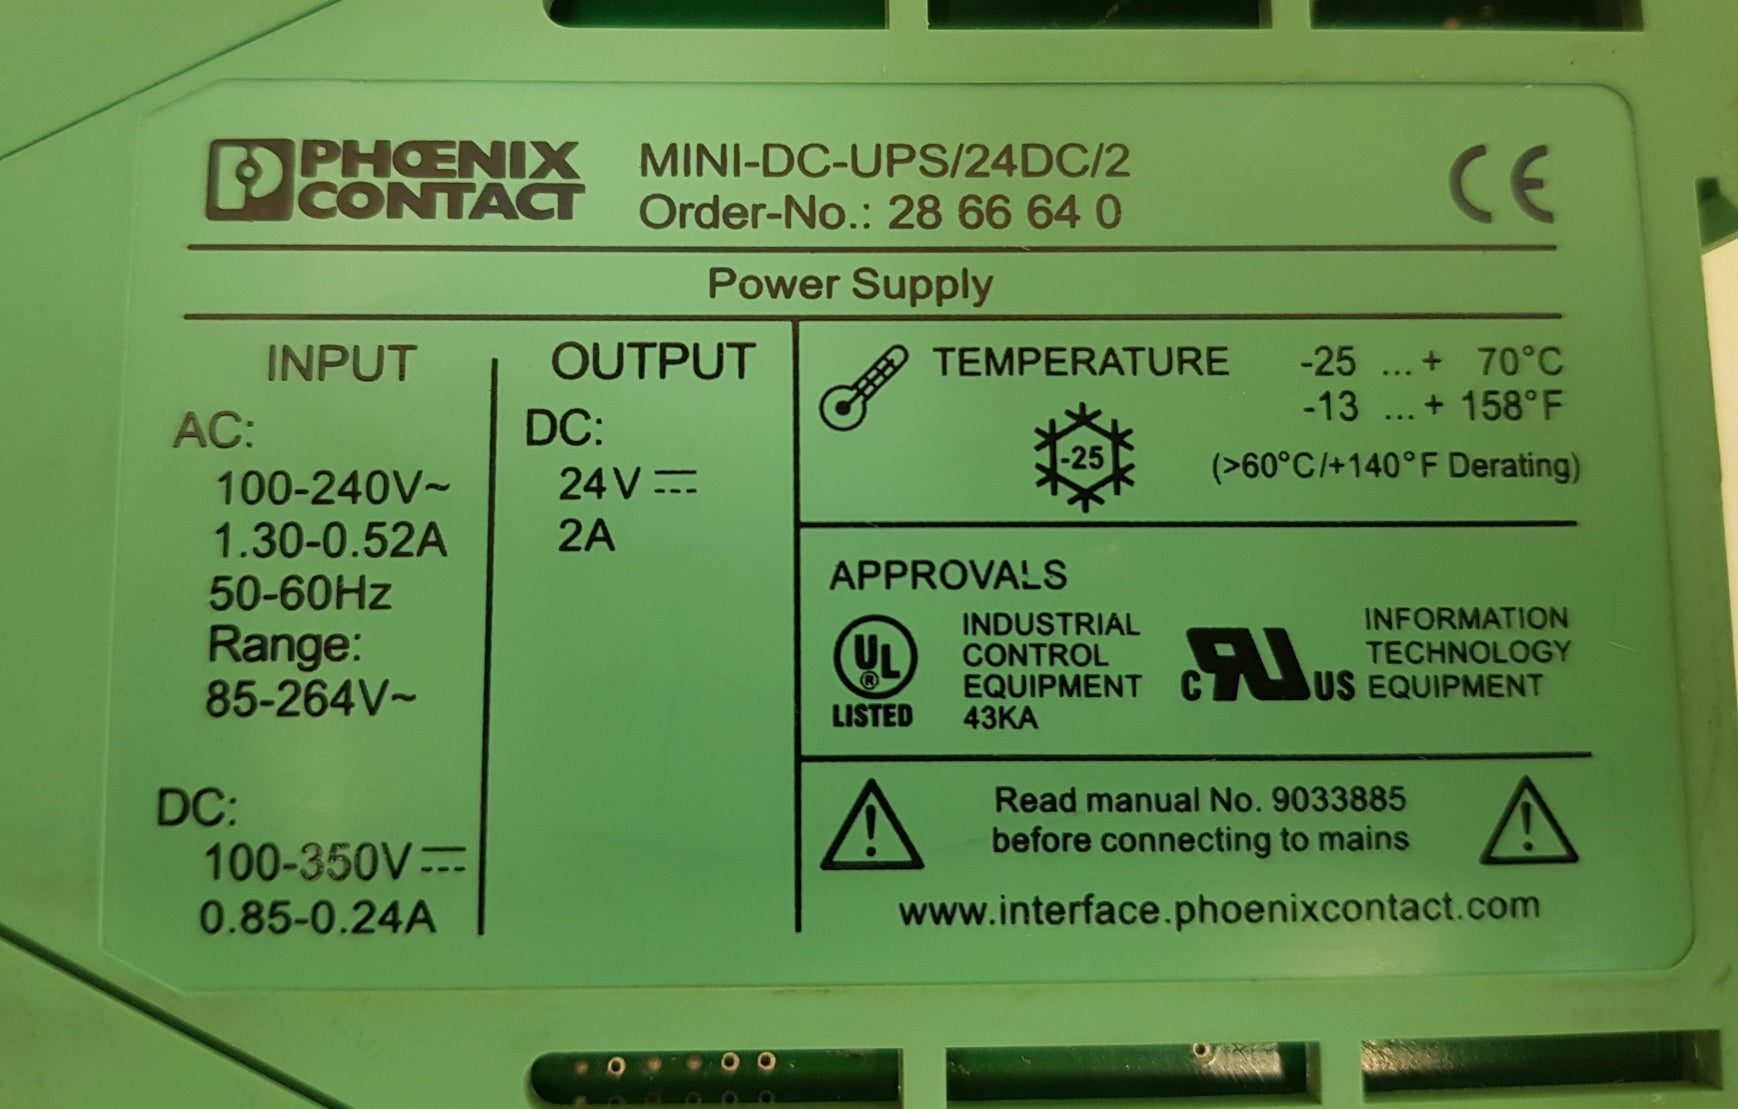 PHŒNIX
CONTACT
MINI-DC-UPS/24DC/2
Order-No.: 28 66 64 0
CE
Power Supply
INPUT
AC:
100-240V~
1.30-0.52A
50-60Hz
Range:
85-264V~
DC:
100-350V⎓
0.85-0.24A
OUTPUT
DC:
24V⎓
2A
TEMPERATURE -25 ...+ 70°C
-13 ...+ 158°F
-25
(>60°C/+140°F Derating)
APPROVALS
UL
®
LISTED
INDUSTRIAL
CONTROL
EQUIPMENT
43KA
c RU US
INFORMATION
TECHNOLOGY
EQUIPMENT
! Read manual No. 9033885 !
before connecting to mains
www.interface.phoenixcontact.com